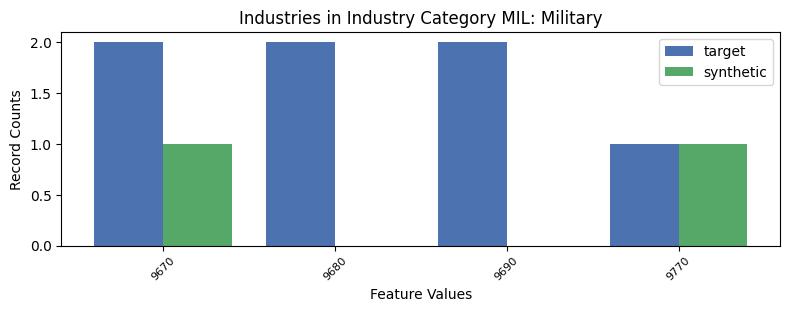 Industries in Industry Category MIL: Military
Record Counts
2.0
1.5
1.0
0.5
0.0
target
synthetic
9670
9680
9690
9770
Feature Values